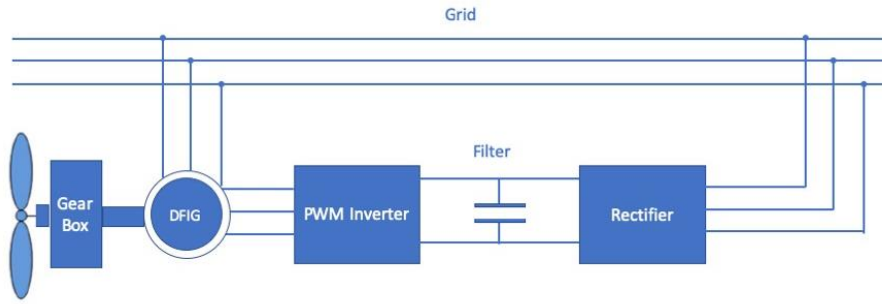 Grid
Filter
Gear
Box
DFIG
PWM Inverter
Rectifier